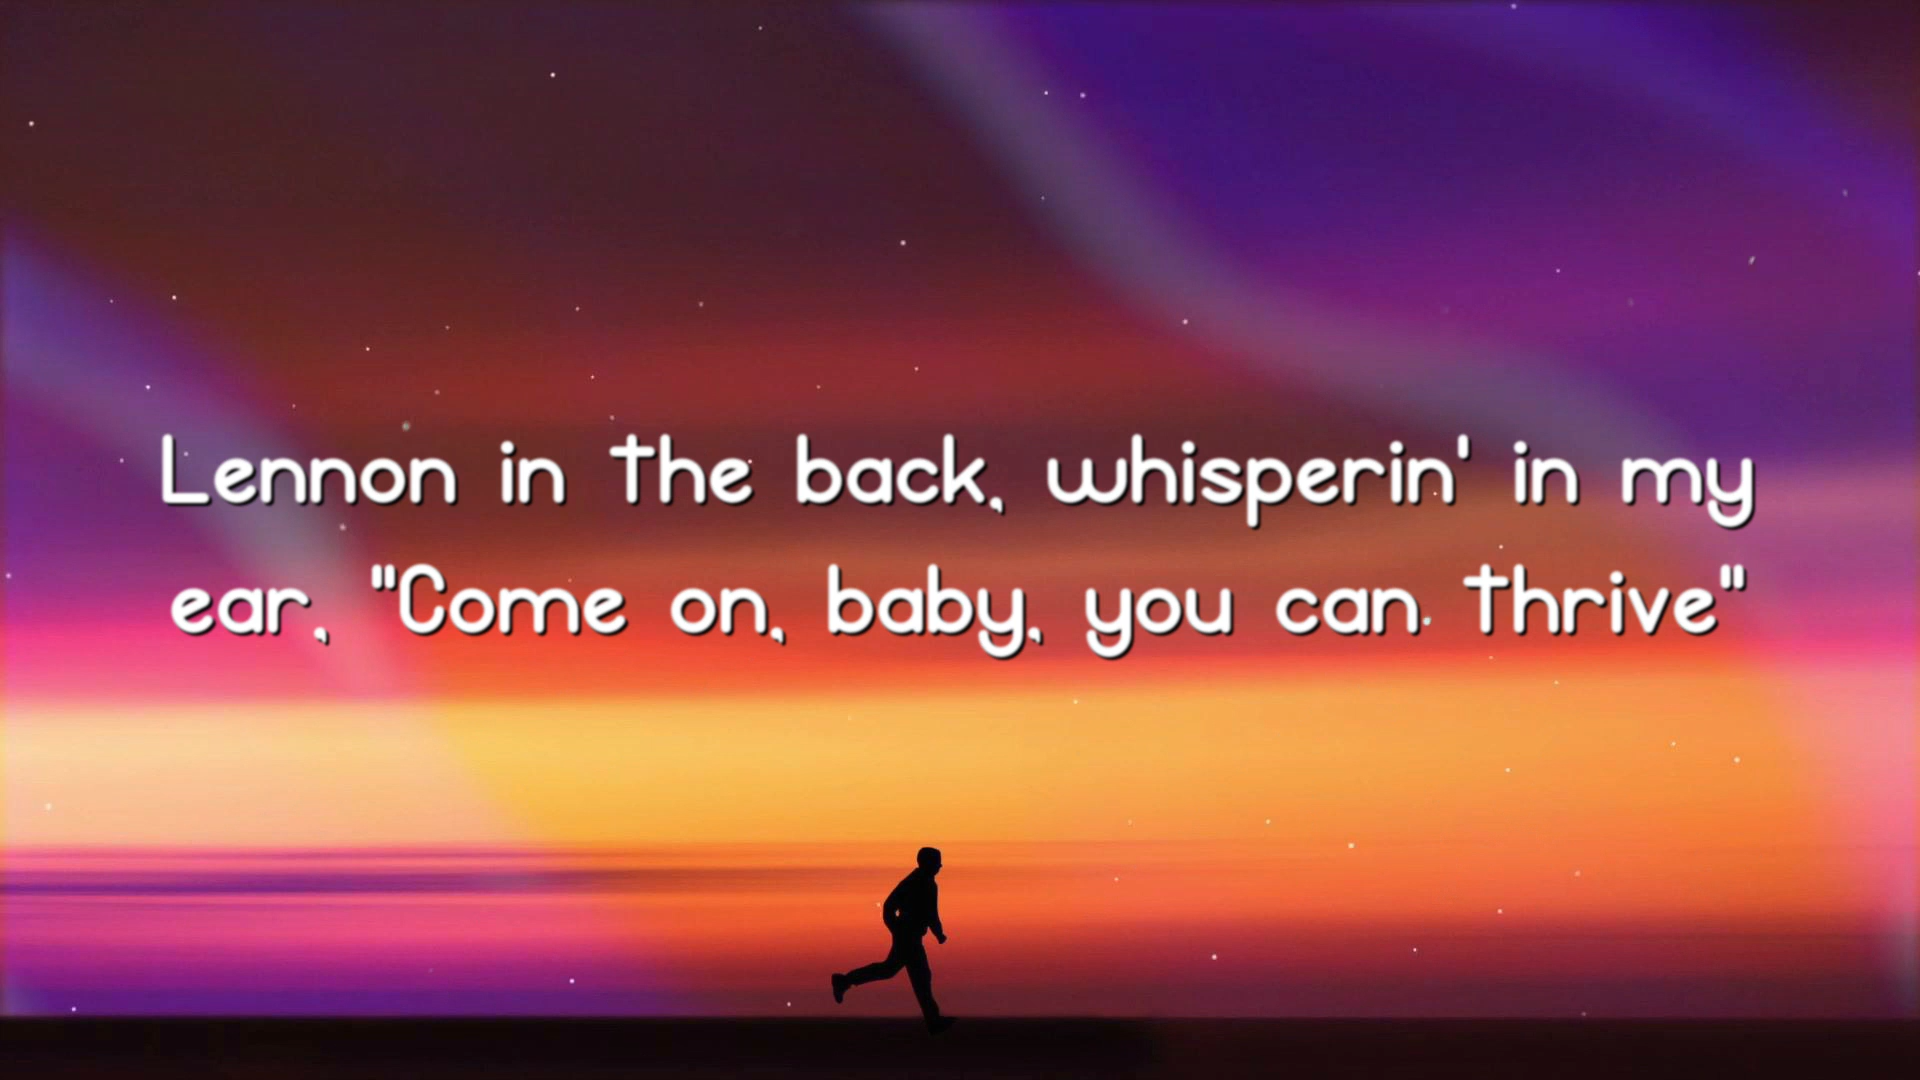 Lennon in the back, whisperin' in my
ear, "Come on, baby, you can thrive"